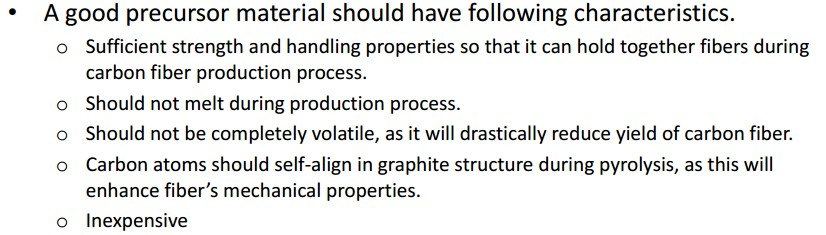 • A good precursor material should have following characteristics.
o Sufficient strength and handling properties so that it can hold together fibers during
carbon fiber production process.
o Should not melt during production process.
o Should not be completely volatile, as it will drastically reduce yield of carbon fiber.
o Carbon atoms should self-align in graphite structure during pyrolysis, as this will
enhance fiber’s mechanical properties.
o Inexpensive